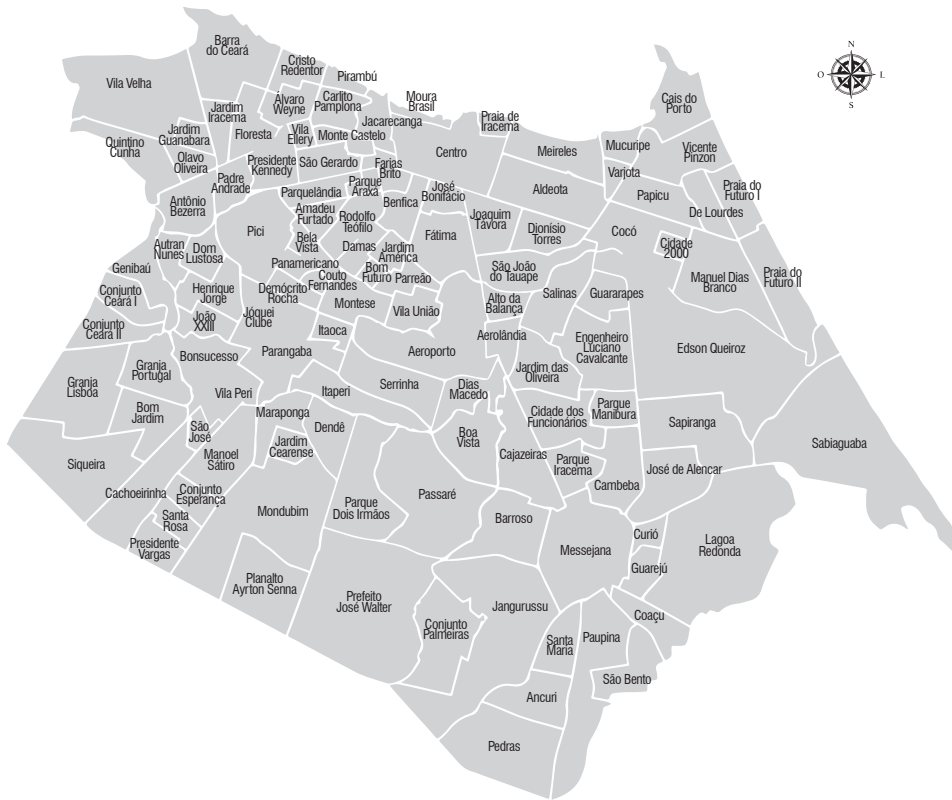 Barra
do Ceará
Cristo
Redentor
Pirambú
Vila Velha
N
O
L
S
Álvaro
Weyne
Carlito
Pamplona
Moura
Brasil
Cais do
Porto
Jardim
Iracema
Jacarecanga
Praia de
Iracema
Jardim
Guanabara
Floresta
Vila
Ellery
Monte Castelo
Quintino
Cunha
Centro
Meireles
Mucuripe
Vicente
Pinzon
Olavo
Oliveira
Presidente
Kennedy
São Gerardo
Farias
Brito
Varjota
Padre
Andrade
Parque
Araxá
Parquelândia
José
Bonifácio
Aldeota
Papicu
Praia do
Futuro I
Antônio
Bezerra
Amadeu
Furtado
Rodolfo
Teófilo
Benfica
Joaquim
Távora
De Lourdes
Pici
Fátima
Dionísio
Torres
Cocó
Autran
Nunes
Dom
Lustosa
Bela
Vista
Damas
Jardim
América
Cidade
2000
Genibaú
Panamericano
Couto
Fernandes
Bom
Futuro
Parreão
São João
do Tauape
Manuel Dias
Branco
Praia do
Futuro II
Conjunto
Ceará I
Henrique
Jorge
Demócrito
Rocha
Montese
Vila União
Alto da
Balança
Salinas
Guararapes
Conjunto
Ceará II
João
XXIII
Jóquei
Clube
Itaoca
Aerolândia
Engenheiro
Luciano
Cavalcante
Edson Queiroz
Bonsucesso
Parangaba
Aeroporto
Granja
Lisboa
Granja
Portugal
Jardim das
Oliveira
Vila Peri
Itaperi
Serrinha
Dias
Macedo
Bom
Jardim
Maraponga
Cidade dos
Funcionários
Parque
Manibura
Sapiranga
São
José
Dendê
Boa
Vista
Sabiaguaba
Jardim
Cearense
Siqueira
Manoel
Sátiro
Cajazeiras
Parque
Iracema
José de Alencar
Cambeba
Cachoeirinha
Conjunto
Esperança
Passaré
Mondubim
Parque
Dois Irmãos
Santa
Rosa
Barroso
Curió
Lagoa
Redonda
Presidente
Vargas
Messejana
Guarejú
Planalto
Ayrton Senna
Prefeito
José Walter
Jangurussu
Coaçu
Conjunto
Palmeiras
Santa
Maria
Paupina
São Bento
Ancuri
Pedras